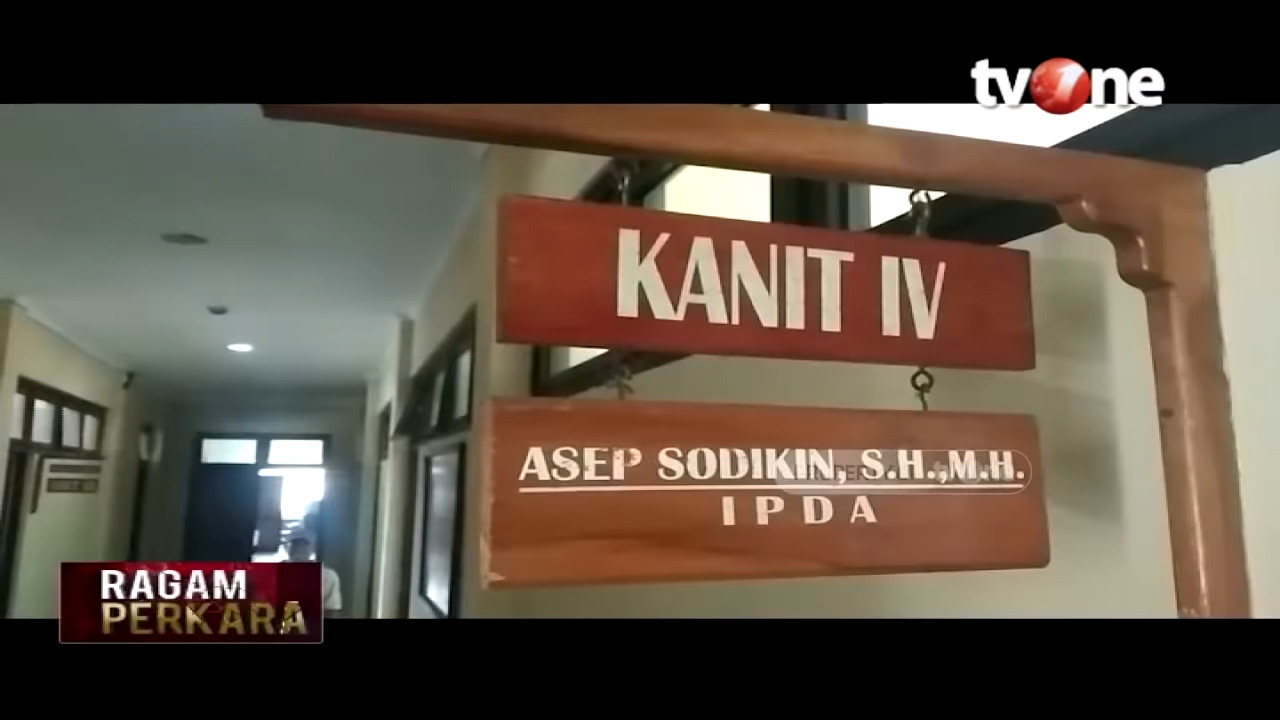 tvOne
KANIT IV
ASEP SODIKIN, S.H.,M.H.
IPDA
RAGAM
PERKARA